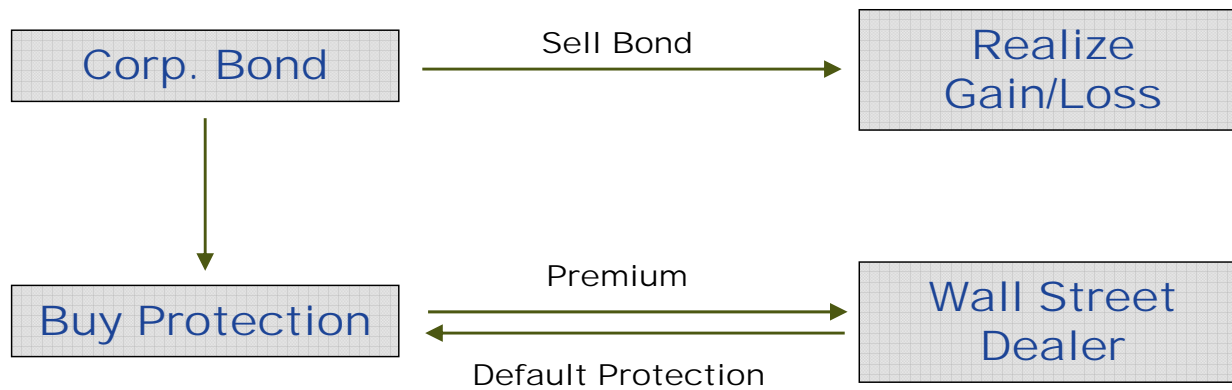 Corp. Bond
Sell Bond
Realize
Gain/Loss
Buy Protection
Premium
Default Protection
Wall Street
Dealer